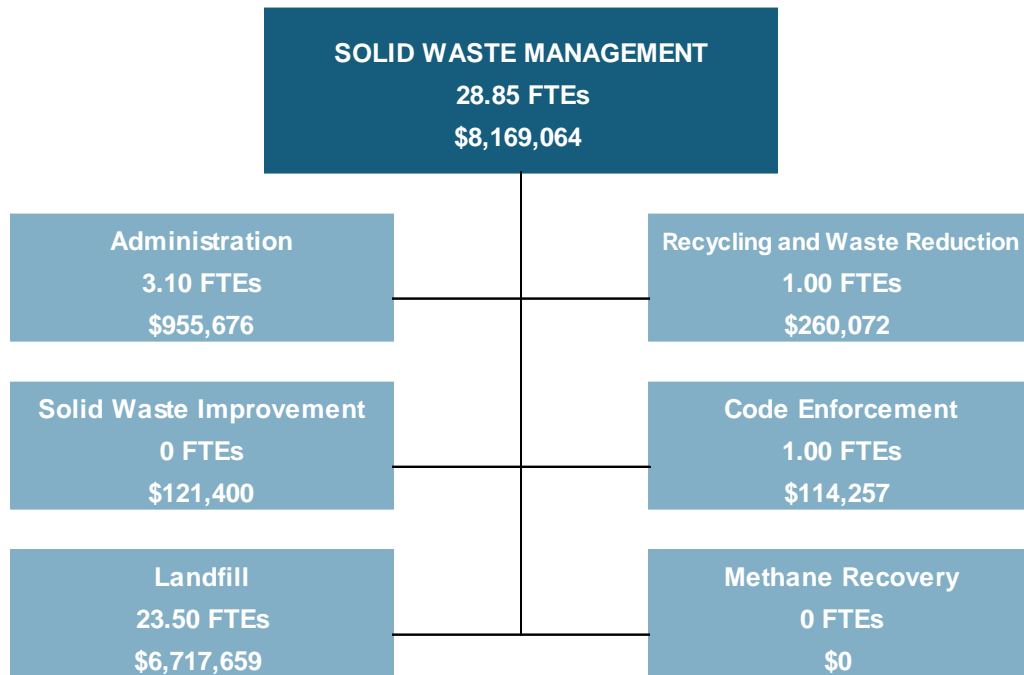 SOLID WASTE MANAGEMENT
28.85 FTEs
$8,169,064
Administration
3.10 FTEs
$955,676
Recycling and Waste Reduction
1.00 FTEs
$260,072
Solid Waste Improvement
0 FTEs
$121,400
Code Enforcement
1.00 FTEs
$114,257
Landfill
23.50 FTEs
$6,717,659
Methane Recovery
0 FTEs
$0